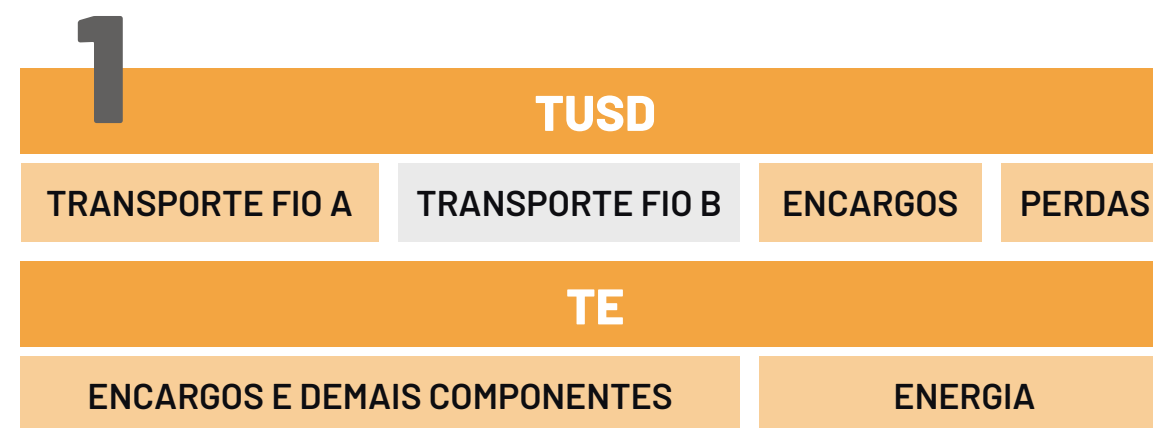 1
TUSD
TRANSPORTE FIO A
TRANSPORTE FIO B
ENCARGOS
PERDAS
TE
ENCARGOS E DEMAIS COMPONENTES
ENERGIA